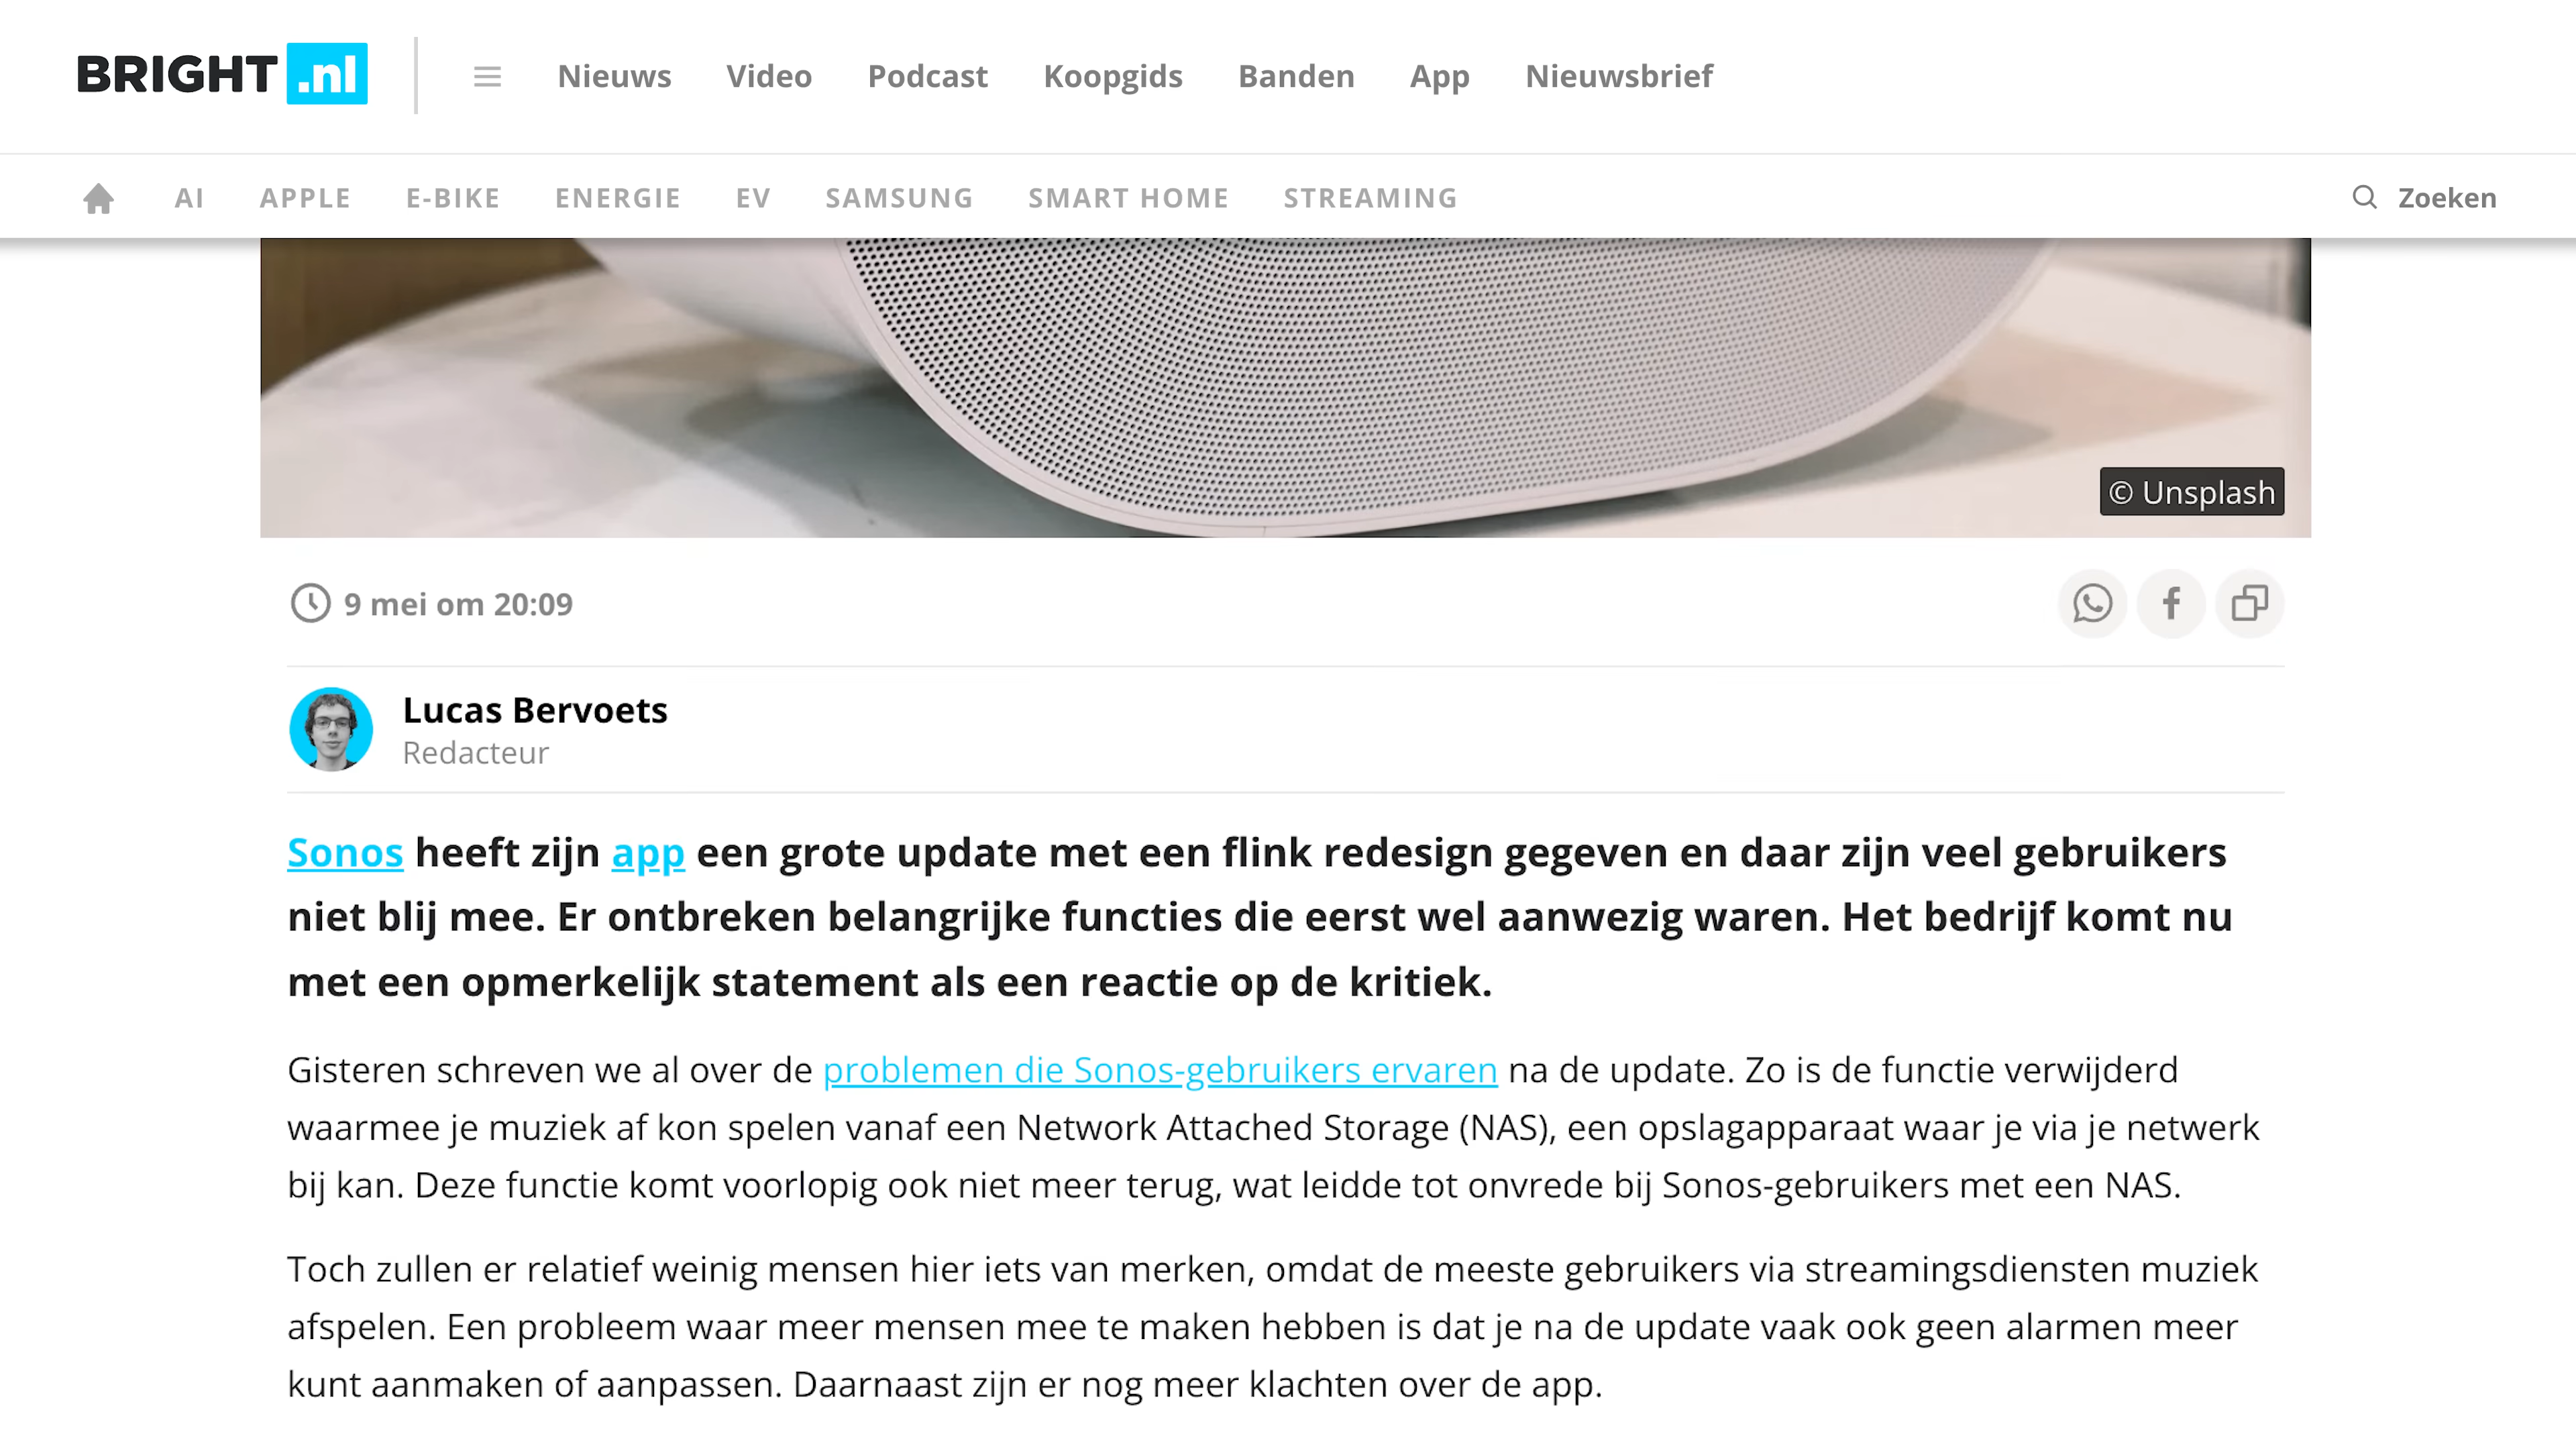 BRIGHT .nl
Nieuws Video Podcast Koopgids Banden App Nieuwsbrief
AI APPLE E-BIKE ENERGIE EV SAMSUNG SMART HOME STREAMING Zoeken
© Unsplash
9 mei om 20:09
Lucas Bervoets
Redacteur
Sonos heeft zijn app een grote update met een flink redesign gegeven en daar zijn veel gebruikers
niet blij mee. Er ontbreken belangrijke functies die eerst wel aanwezig waren. Het bedrijf komt nu
met een opmerkelijk statement als een reactie op de kritiek.
Gisteren schreven we al over de problemen die Sonos-gebruikers ervaren na de update. Zo is de functie verwijderd
waarmee je muziek af kon spelen vanaf een Network Attached Storage (NAS), een opslagapparaat waar je via je netwerk
bij kan. Deze functie komt voorlopig ook niet meer terug, wat leidde tot onvrede bij Sonos-gebruikers met een NAS.
Toch zullen er relatief weinig mensen hier iets van merken, omdat de meeste gebruikers via streamingsdiensten muziek
afspelen. Een probleem waar meer mensen mee te maken hebben is dat je na de update vaak ook geen alarmen meer
kunt aanmaken of aanpassen. Daarnaast zijn er nog meer klachten over de app.